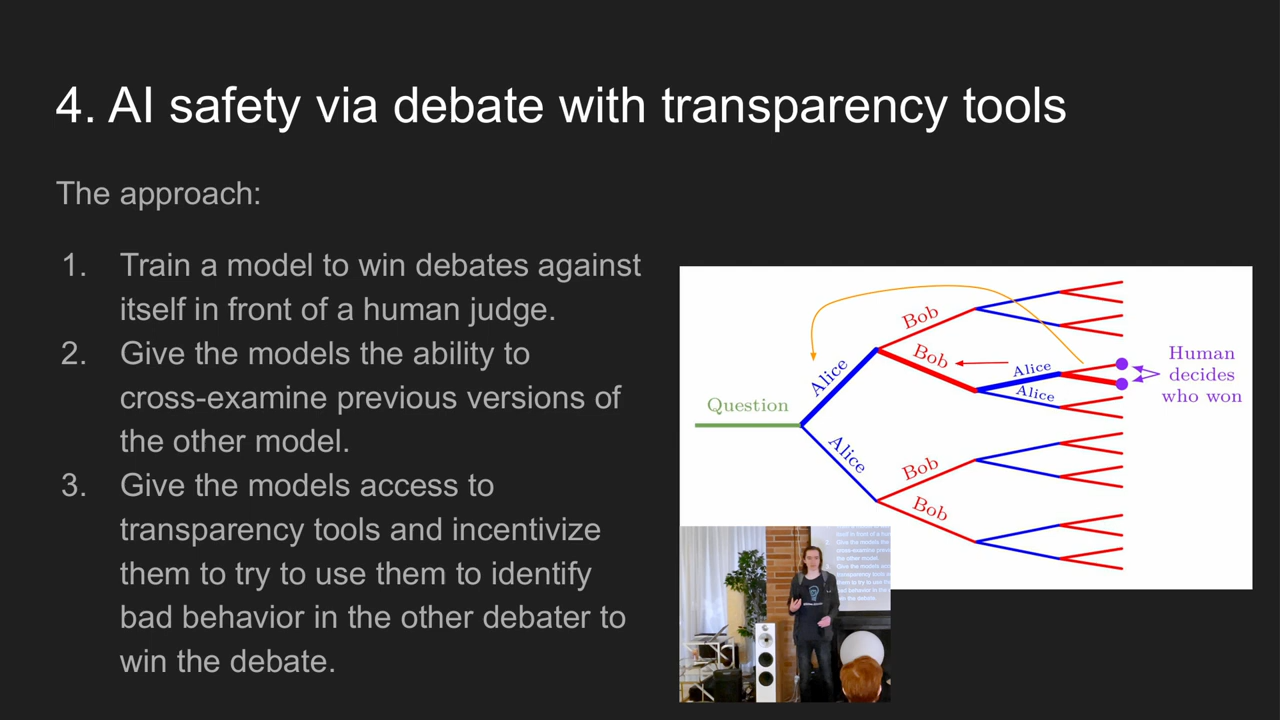 4. AI safety via debate with transparency tools
The approach:
1. Train a model to win debates against
itself in front of a human judge.
2. Give the models the ability to
cross-examine previous versions of
the other model.
3. Give the models access to
transparency tools and incentivize
them to try to use them to identify
bad behavior in the other debater to
win the debate.
Question
Alice
Alice
Bob
Bob
Bob
Bob
Alice
Alice
Human
decides
who won